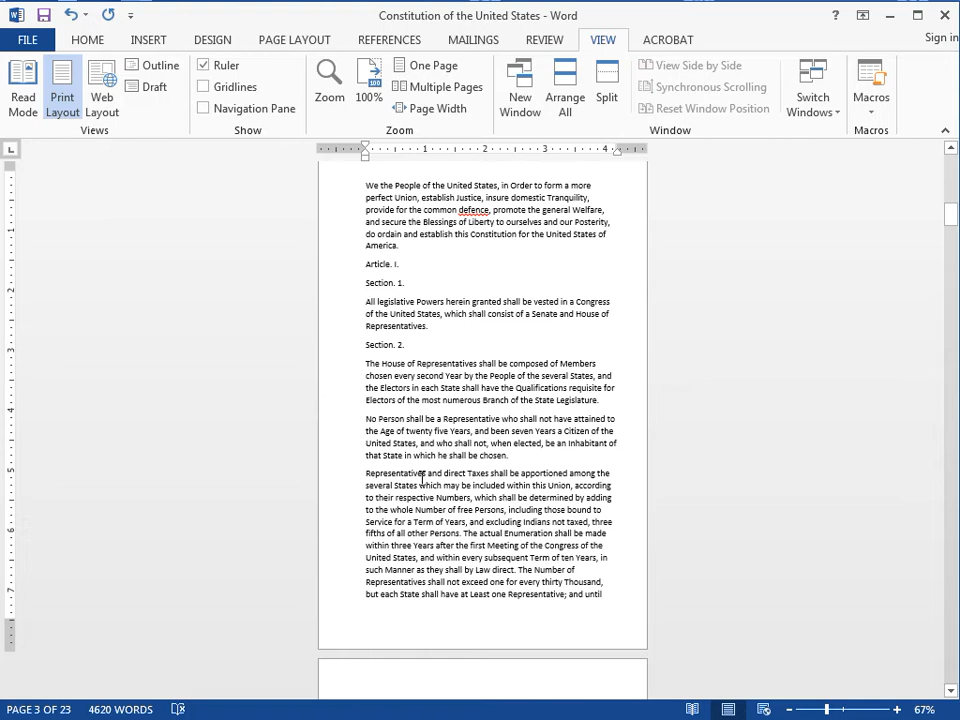 Constitution of the United States - Word
FILE HOME INSERT DESIGN PAGE LAYOUT REFERENCES MAILINGS REVIEW VIEW ACROBAT Sign in
Read Mode
Print Layout
Web Layout
Outline
Draft
Views
Ruler
Gridlines
Navigation Pane
Show
Zoom
100%
One Page
Multiple Pages
Page Width
Zoom
New Window
Arrange All
Split
View Side by Side
Synchronous Scrolling
Reset Window Position
Window
Switch Windows
Macros
Macros
1 2 3 4
1
2
3
4
5
6
7
We the People of the United States, in Order to form a more
perfect Union, establish Justice, insure domestic Tranquility,
provide for the common defence, promote the general Welfare,
and secure the Blessings of Liberty to ourselves and our Posterity,
do ordain and establish this Constitution for the United States of
America.
Article. I.
Section. 1.
All legislative Powers herein granted shall be vested in a Congress
of the United States, which shall consist of a Senate and House of
Representatives.
Section. 2.
The House of Representatives shall be composed of Members
chosen every second Year by the People of the several States, and
the Electors in each State shall have the Qualifications requisite for
Electors of the most numerous Branch of the State Legislature.
No Person shall be a Representative who shall not have attained to
the Age of twenty five Years, and been seven Years a Citizen of the
United States, and who shall not, when elected, be an Inhabitant of
that State in which he shall be chosen.
Representatives and direct Taxes shall be apportioned among the
several States which may be included within this Union, according
to their respective Numbers, which shall be determined by adding
to the whole Number of free Persons, including those bound to
Service for a Term of Years, and excluding Indians not taxed, three
fifths of all other Persons. The actual Enumeration shall be made
within three Years after the first Meeting of the Congress of the
United States, and within every subsequent Term of ten Years, in
such Manner as they shall by Law direct. The Number of
Representatives shall not exceed one for every thirty Thousand,
but each State shall have at Least one Representative; and until
PAGE 3 OF 23 4620 WORDS 67%